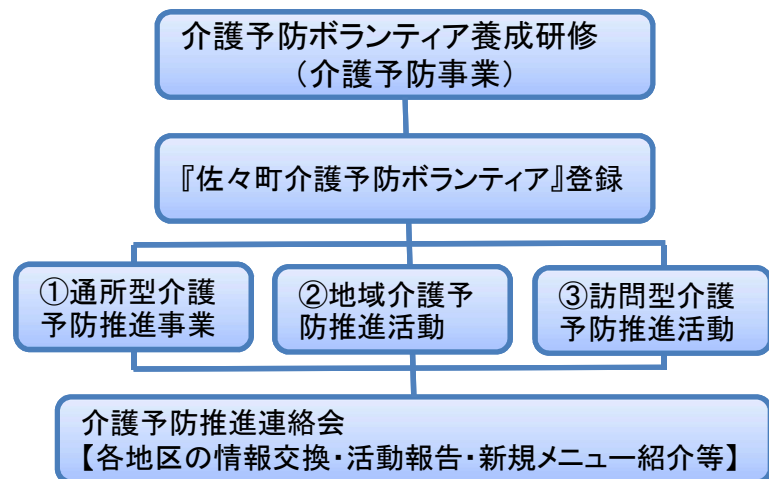 介護予防ボランティア養成研修
（介護予防事業）
『佐々町介護予防ボランティア』登録
①通所型介護
予防推進事業
②地域介護予
防推進活動
③訪問型介護
予防推進活動
介護予防推進連絡会
【各地区の情報交換・活動報告・新規メニュー紹介等】